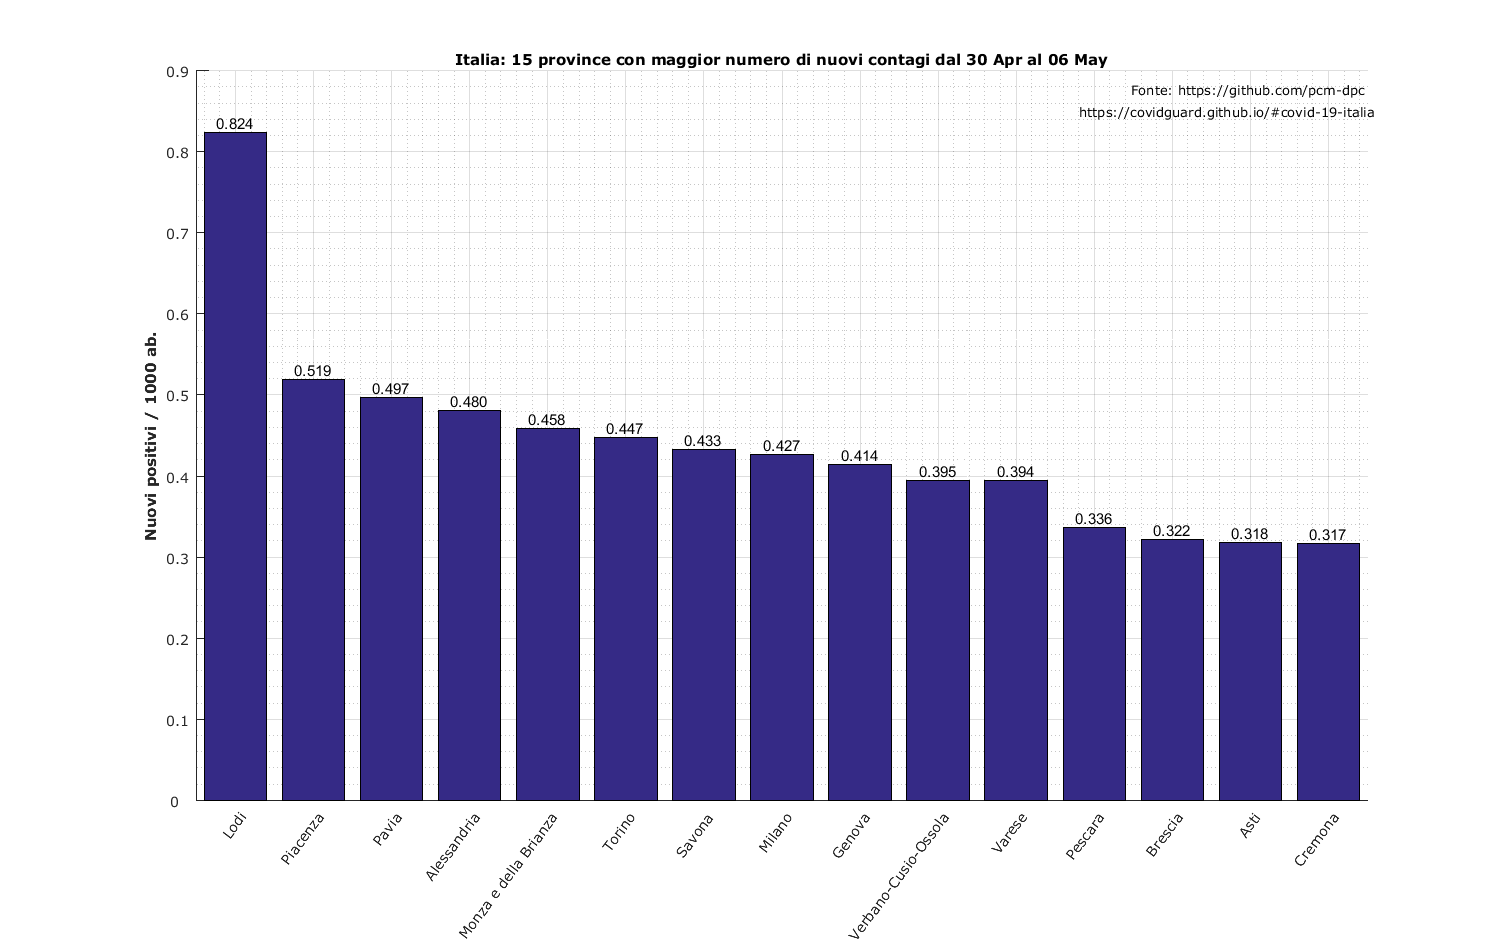 Italia: 15 province con maggior numero di nuovi contagi dal 30 Apr al 06 May
Fonte: https://github.com/pcm-dpc
https://covidguard.github.io/#covid-19-italia
Nuovi positivi / 1000 ab.
0.9
0.8
0.7
0.6
0.5
0.4
0.3
0.2
0.1
0
0.824
0.519
0.497
0.480
0.458
0.447
0.433
0.427
0.414
0.395
0.394
0.336
0.322
0.318
0.317
Lodi
Piacenza
Pavia
Alessandria
Monza e della Brianza
Torino
Savona
Milano
Genova
Verbano-Cusio-Ossola
Varese
Pescara
Brescia
Asti
Cremona